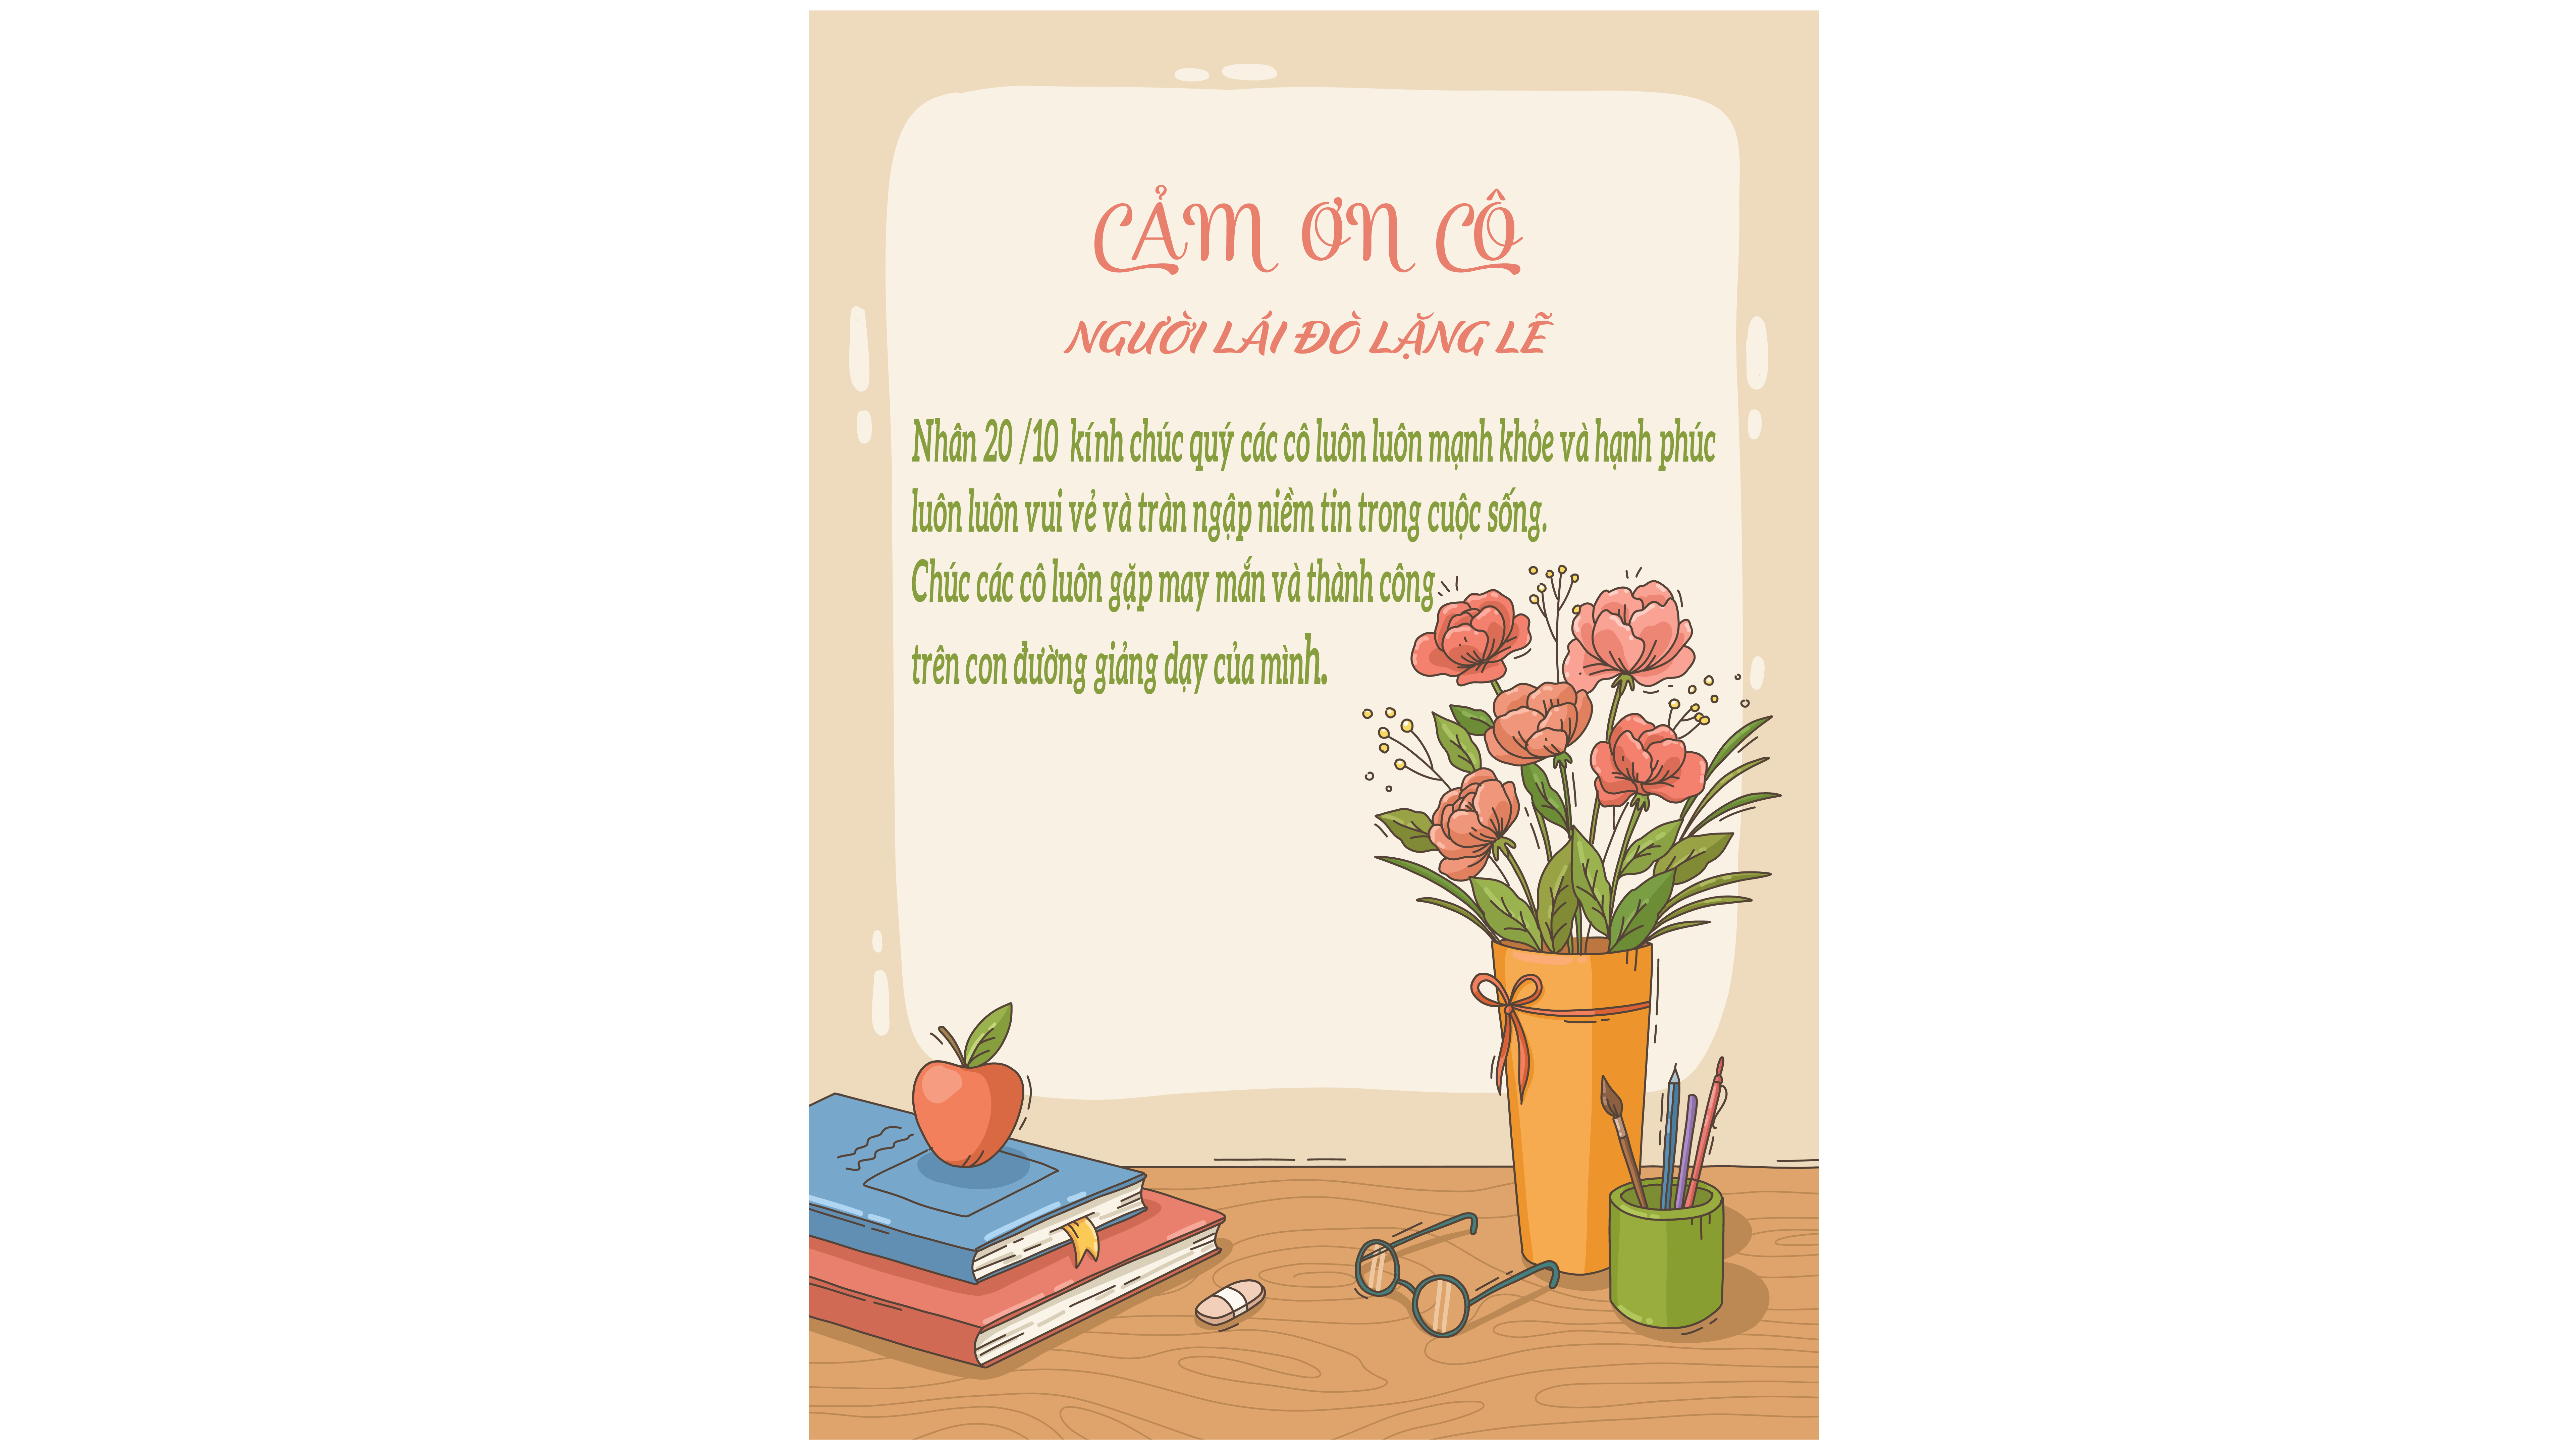 CẢM ƠN CÔ
NGƯỜI LÁI ĐÒ LẶNG LẼ
Nhân 20 /10 kính chúc quý các cô luôn luôn mạnh khỏe và hạnh phúc
luôn luôn vui vẻ và tràn ngập niềm tin trong cuộc sống.
Chúc các cô luôn gặp may mắn và thành công
trên con đường giảng dạy của mình.